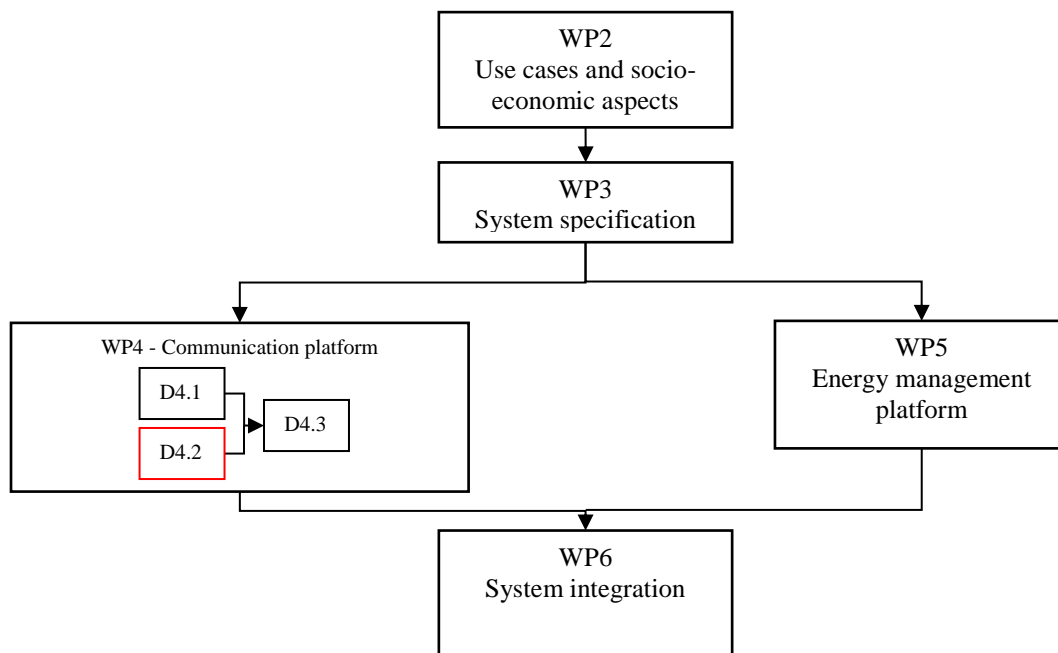 WP2
Use cases and socio-
economic aspects
WP3
System specification
WP4 - Communication platform
D4.1
D4.2
D4.3
WP5
Energy management
platform
WP6
System integration